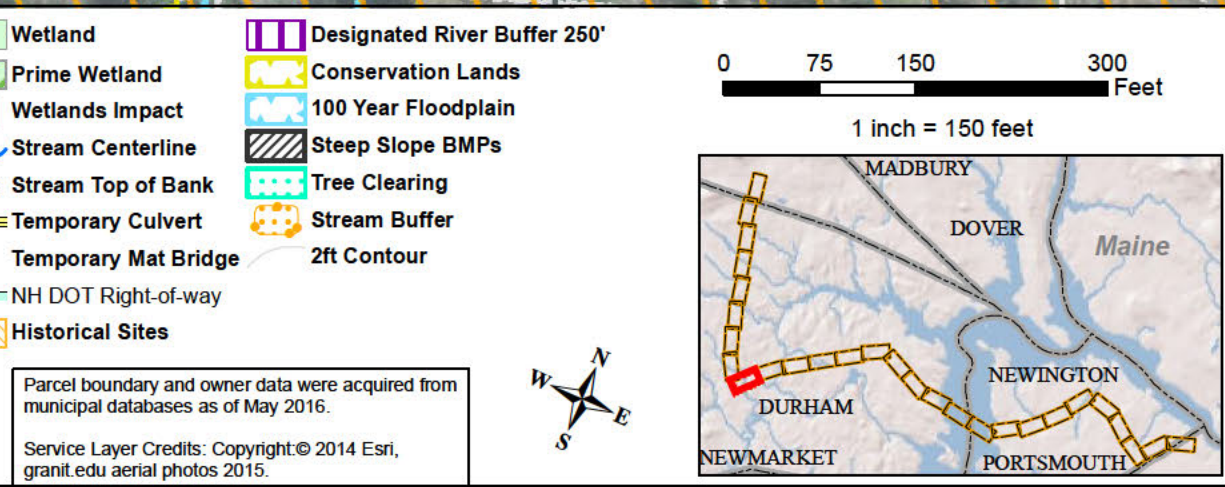 Wetland
Prime Wetland
Wetlands Impact
Stream Centerline
Stream Top of Bank
Temporary Culvert
Temporary Mat Bridge
NH DOT Right-of-way
Historical Sites
Designated River Buffer 250'
Conservation Lands
100 Year Floodplain
Steep Slope BMPs
Tree Clearing
Stream Buffer
2ft Contour
Parcel boundary and owner data were acquired from
municipal databases as of May 2016.
Service Layer Credits: Copyright:© 2014 Esri,
granit.edu aerial photos 2015.
N
W
E
S
0 75 150 300
Feet
1 inch = 150 feet
MADBURY
DOVER
Maine
NEWINGTON
DURHAM
NEWMARKET
PORTSMOUTH